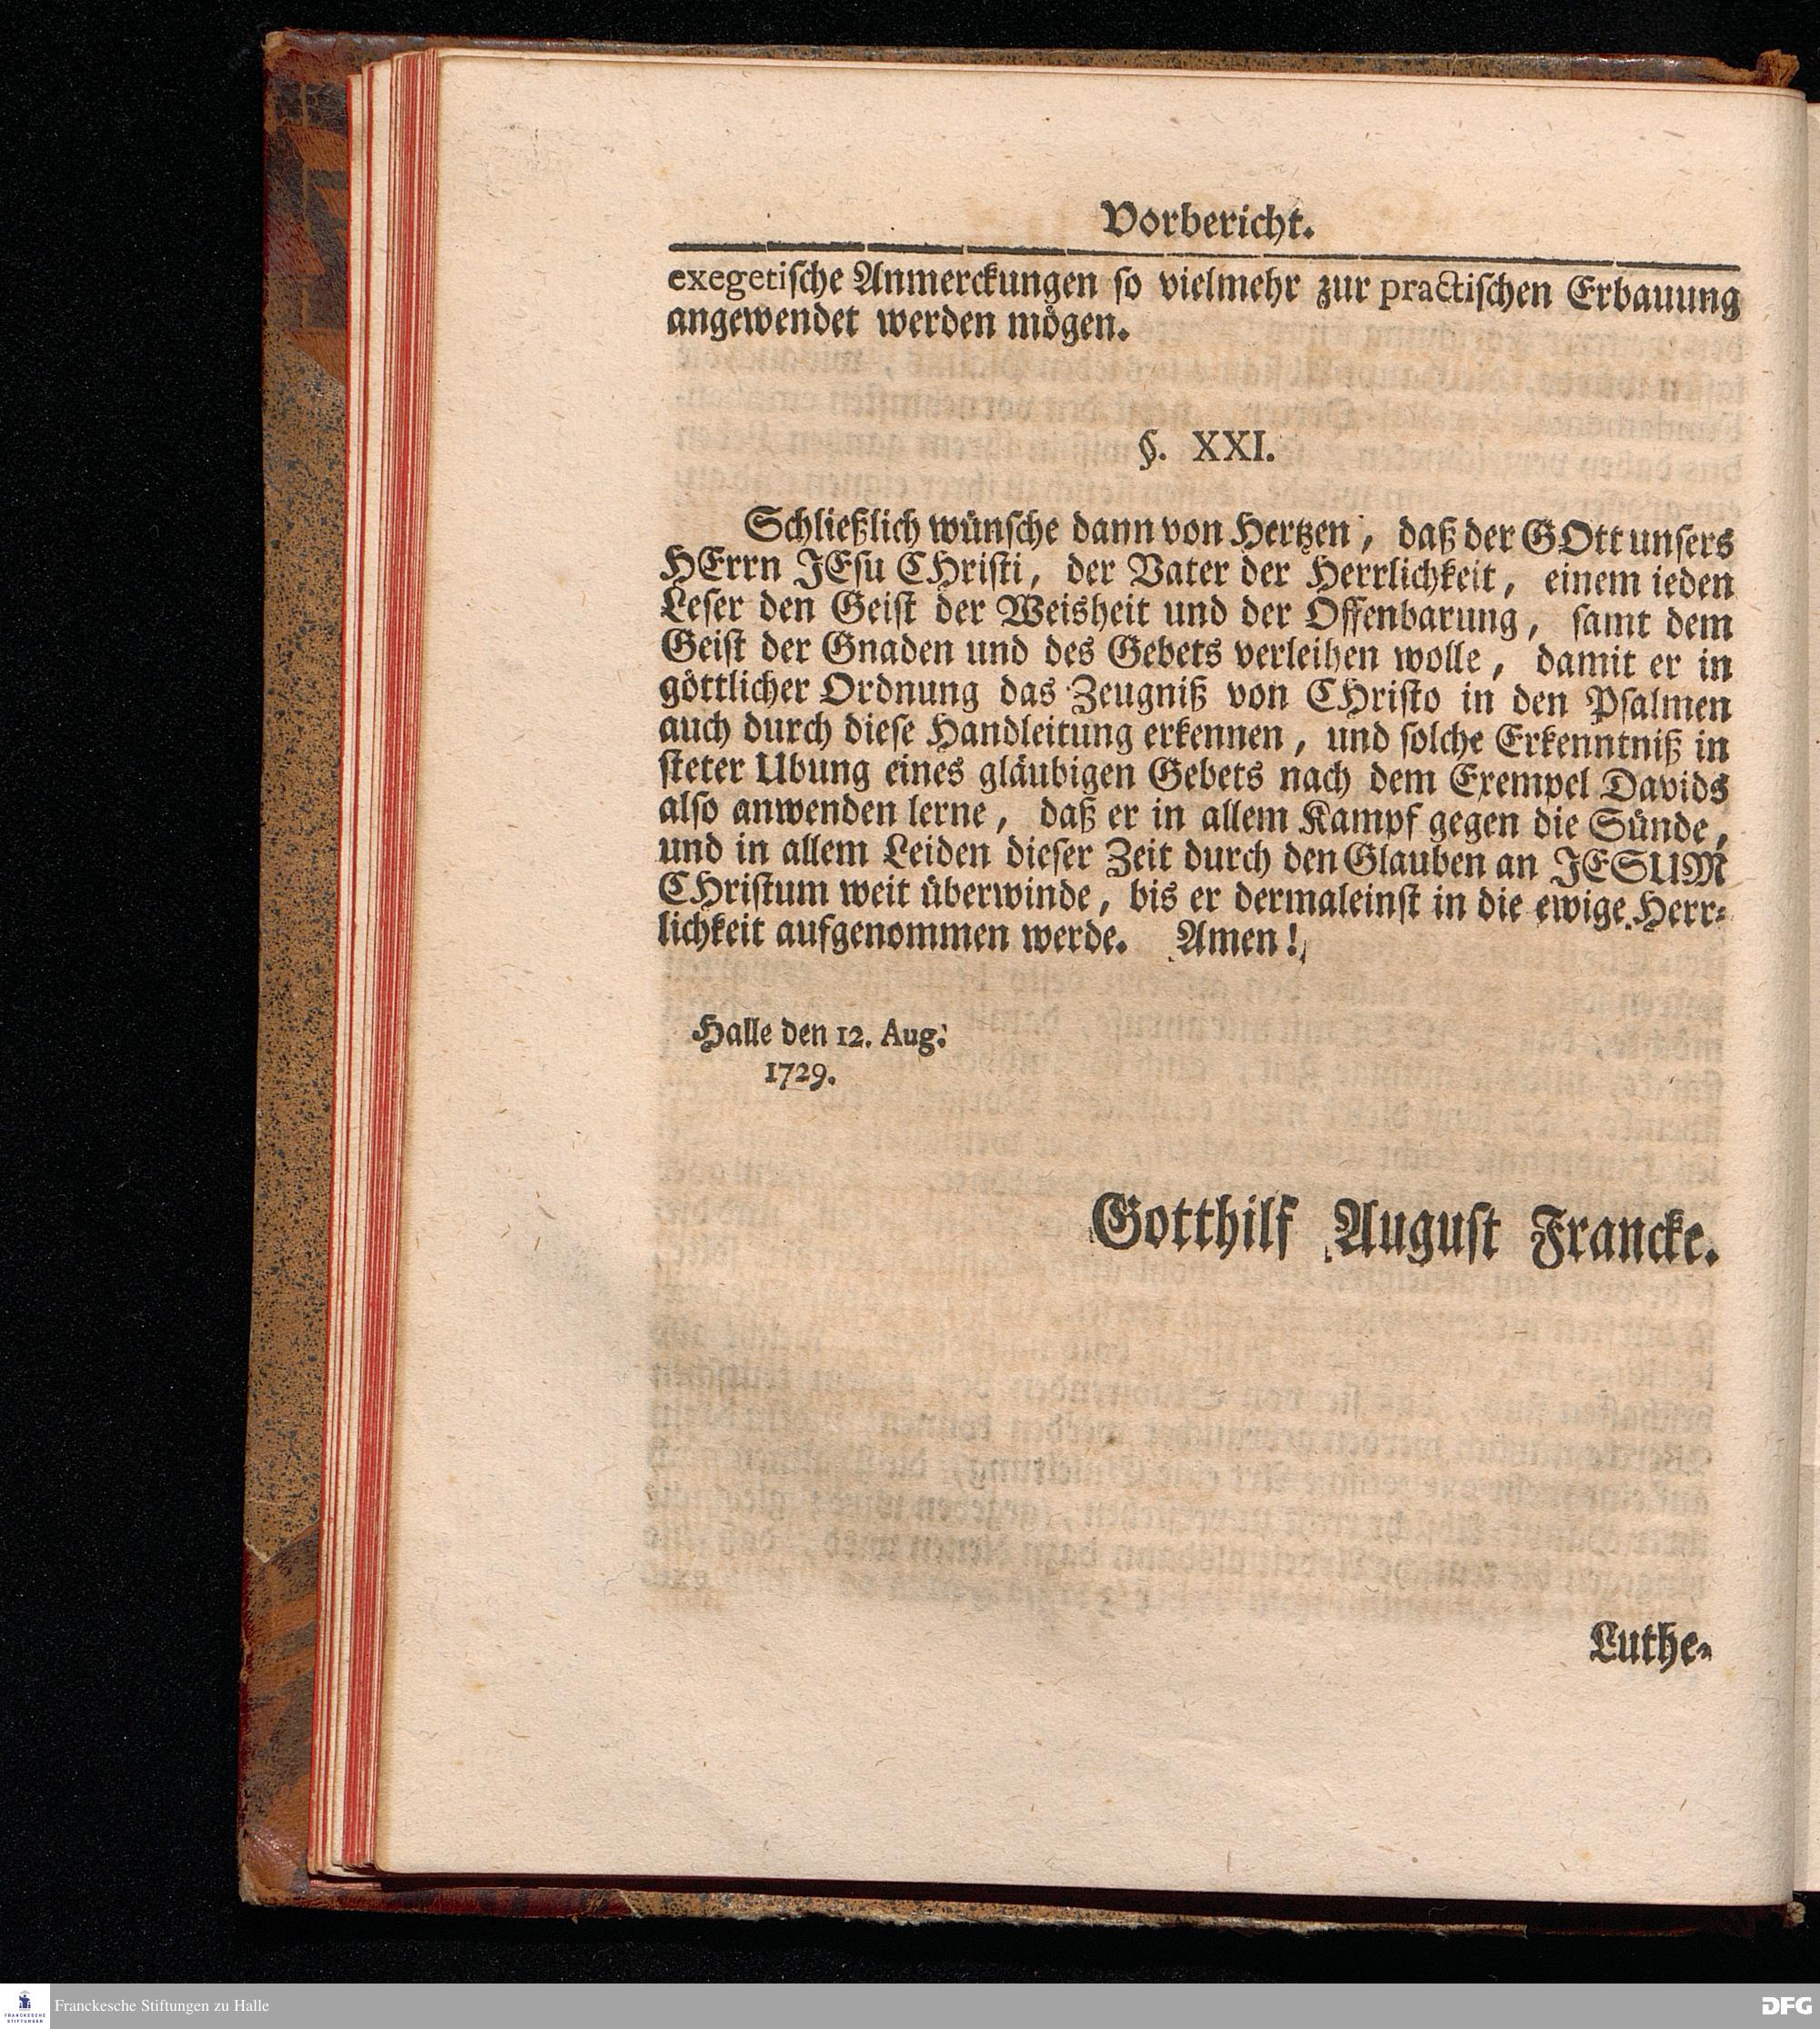 Vorbericht.
exegetische Anmerckungen so vielmehr zur practischen Erbauung
angewendet werden mögen.
§. XXI.
Schließlich wünsche dann von Hertzen, daß der GOtt unsers
HErrn JEsu CHristi, der Vater der Herrlichkeit, einem ieden
Leser den Geist der Weisheit und der Offenbarung, samt dem
Geist der Gnaden und des Gebets verleihen wolle, damit er in
göttlicher Ordnung das Zeugniß von CHristo in den Psalmen
auch durch diese Handleitung erkennen, und solche Erkenntniß in
steter Ubung eines gläubigen Gebets nach dem Exempel Davids
also anwenden lerne, daß er in allem Kampf gegen die Sünde,
und in allem Leiden dieser Zeit durch den Glauben an JESUM
CHristum weit überwinde, bis er dermaleinst in die ewige Herr-
lichkeit aufgenommen werde. Amen!
Halle den 12. Aug.
1729.
Gotthilf August Francke.
Luthe-
FRANCKESCHE
STIFTUNGEN
Franckesche Stiftungen zu Halle
DFG